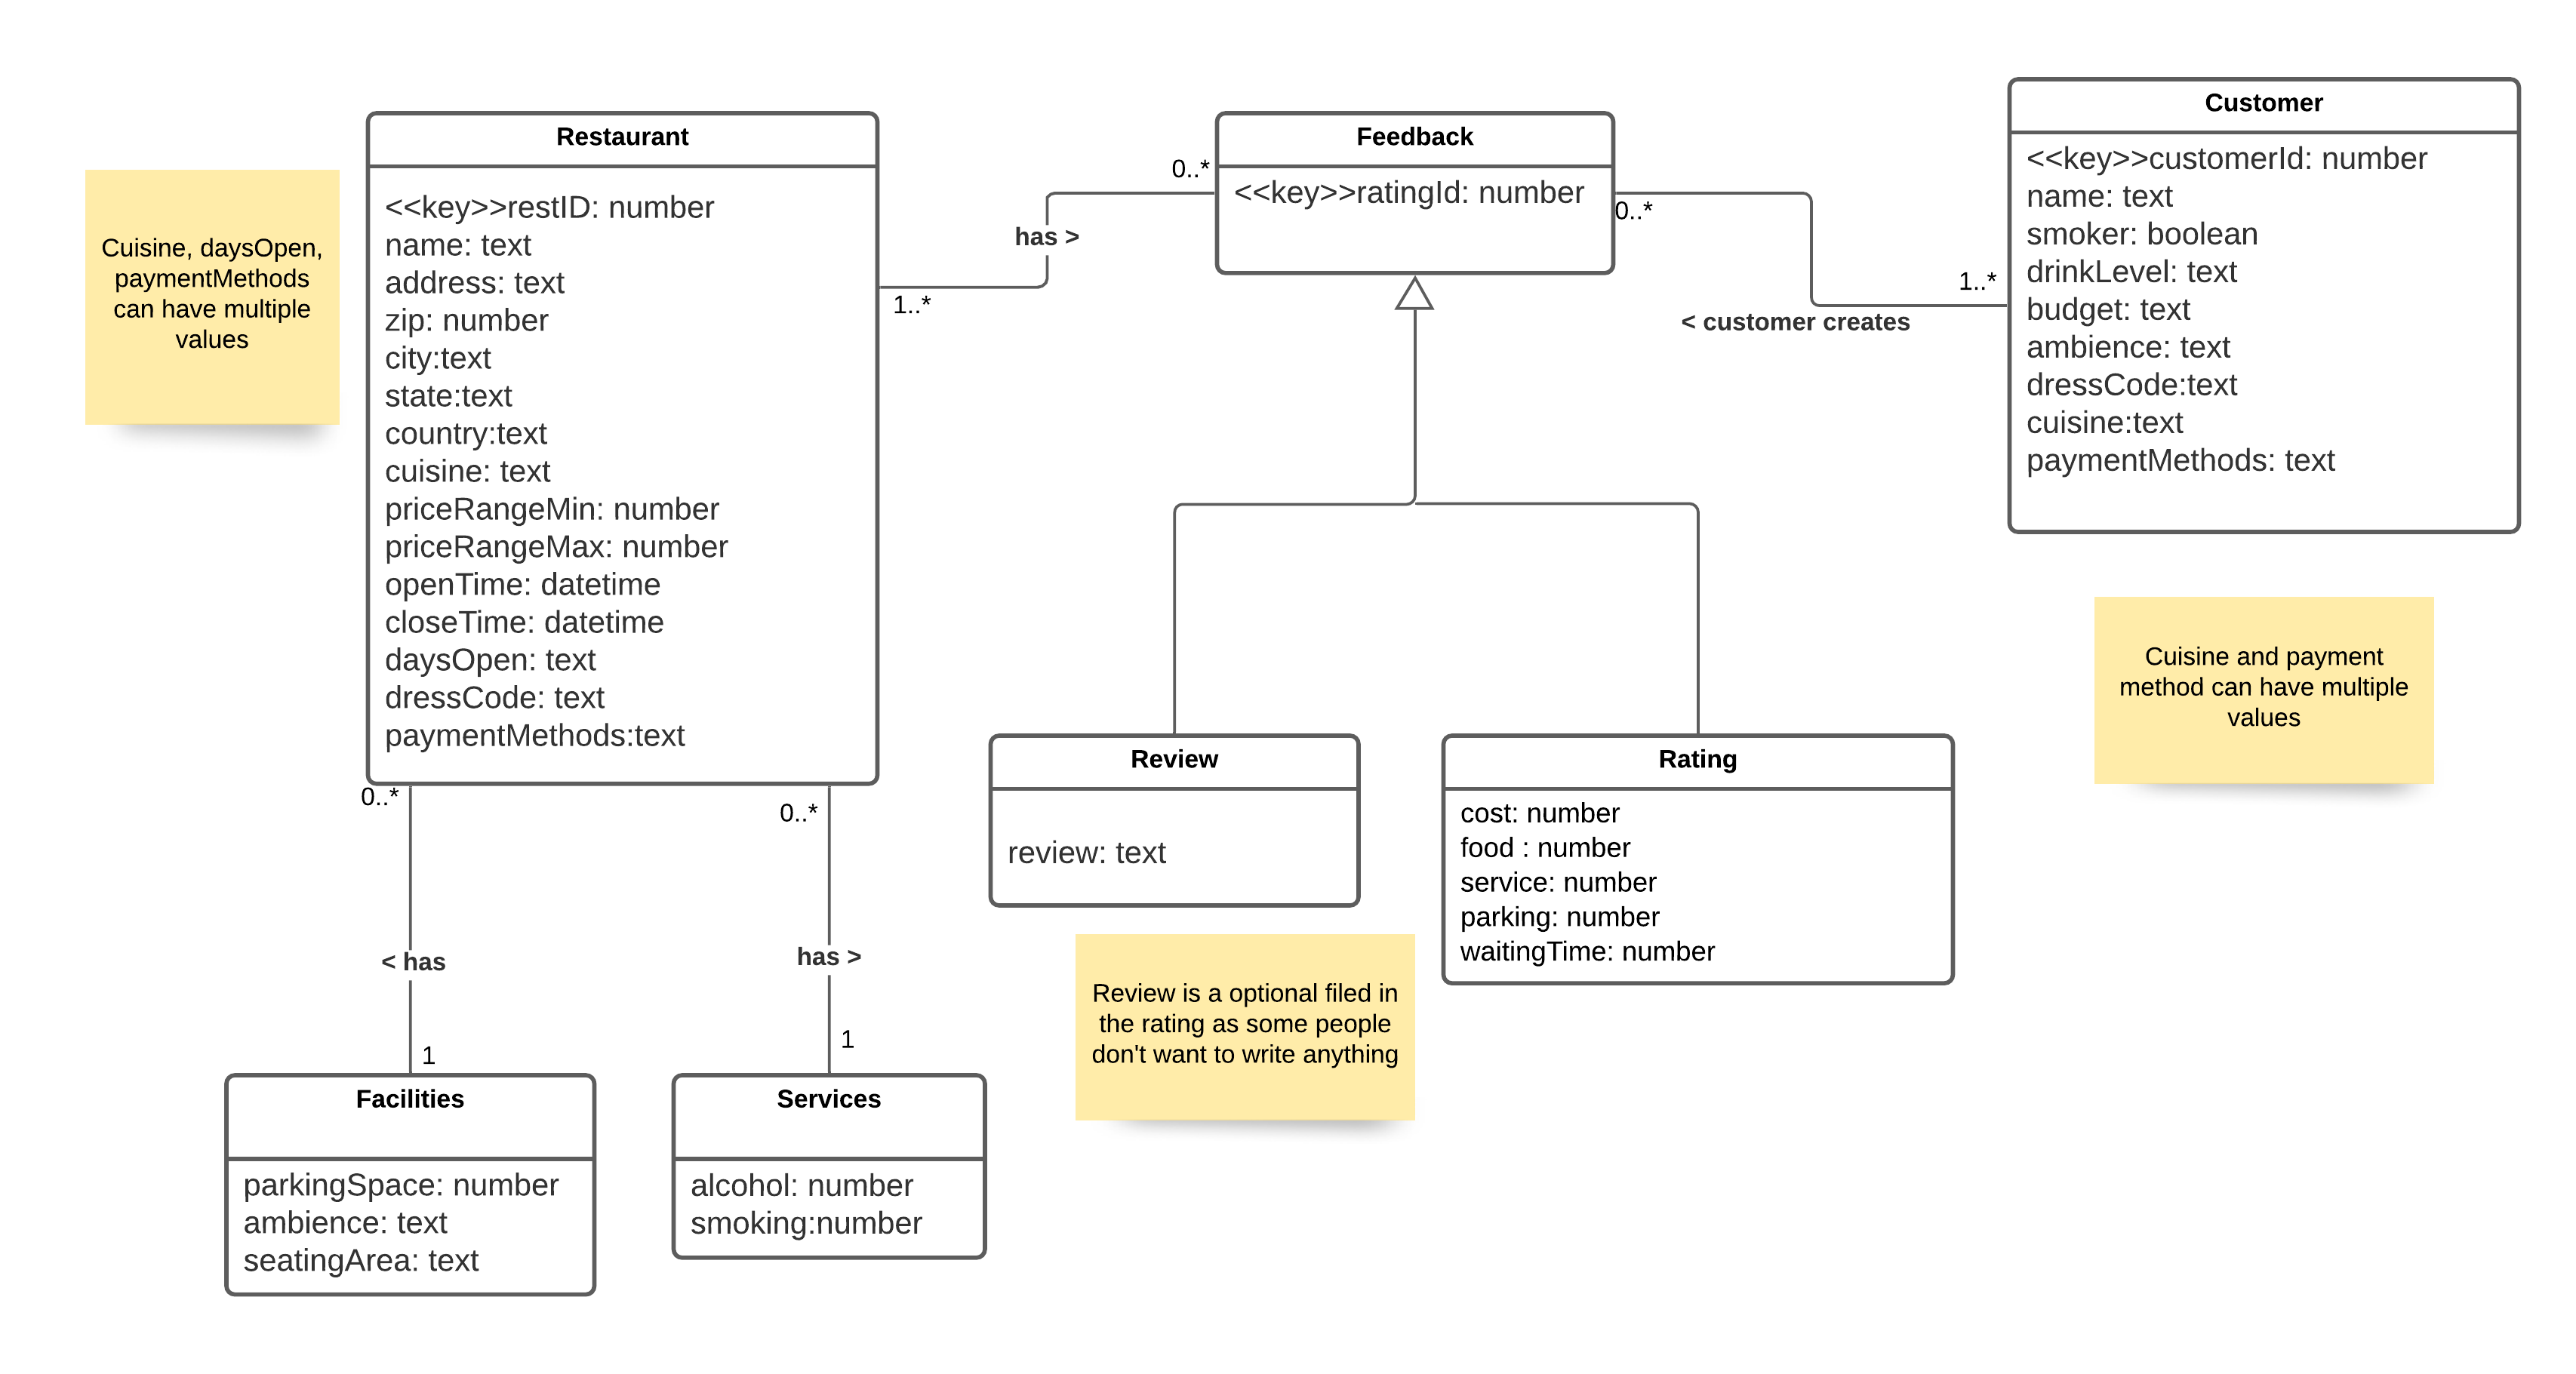 Cuisine, daysOpen,
paymentMethods
can have multiple
values
Restaurant
<<key>>restID: number
name: text
address: text
zip: number
city:text
state:text
country:text
cuisine: text
priceRangeMin: number
priceRangeMax: number
openTime: datetime
closeTime: datetime
daysOpen: text
dressCode: text
paymentMethods:text
0..*
has >
1..*
Feedback
<<key>>ratingId: number
0..*
1..*
< customer creates
Customer
<<key>>customerId: number
name: text
smoker: boolean
drinkLevel: text
budget: text
ambience: text
dressCode:text
cuisine:text
paymentMethods: text
Cuisine and payment
method can have multiple
values
Review
review: text
Rating
cost: number
food : number
service: number
parking: number
waitingTime: number
Review is a optional filed in
the rating as some people
don't want to write anything
0..*
< has
1
0..*
has >
1
Facilities
parkingSpace: number
ambience: text
seatingArea: text
Services
alcohol: number
smoking:number